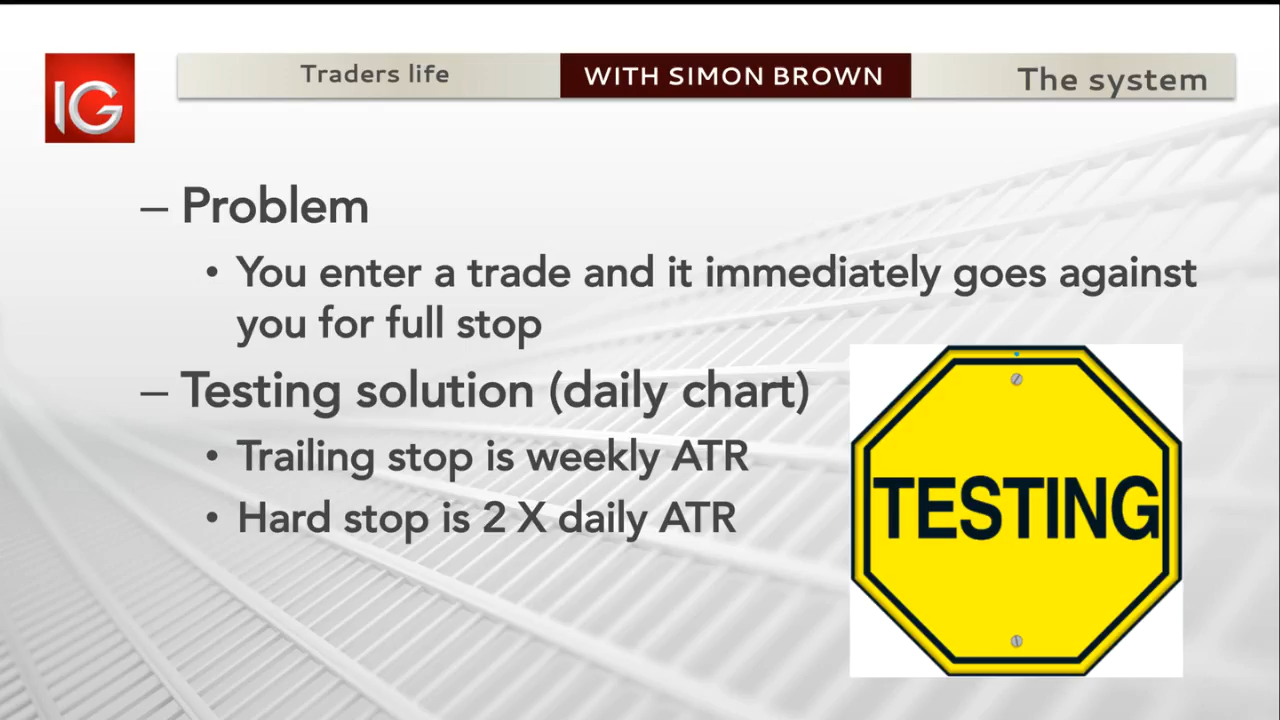 IG
Traders life
WITH SIMON BROWN
The system
– Problem
• You enter a trade and it immediately goes against
you for full stop
– Testing solution (daily chart)
• Trailing stop is weekly ATR
• Hard stop is 2 X daily ATR
TESTING